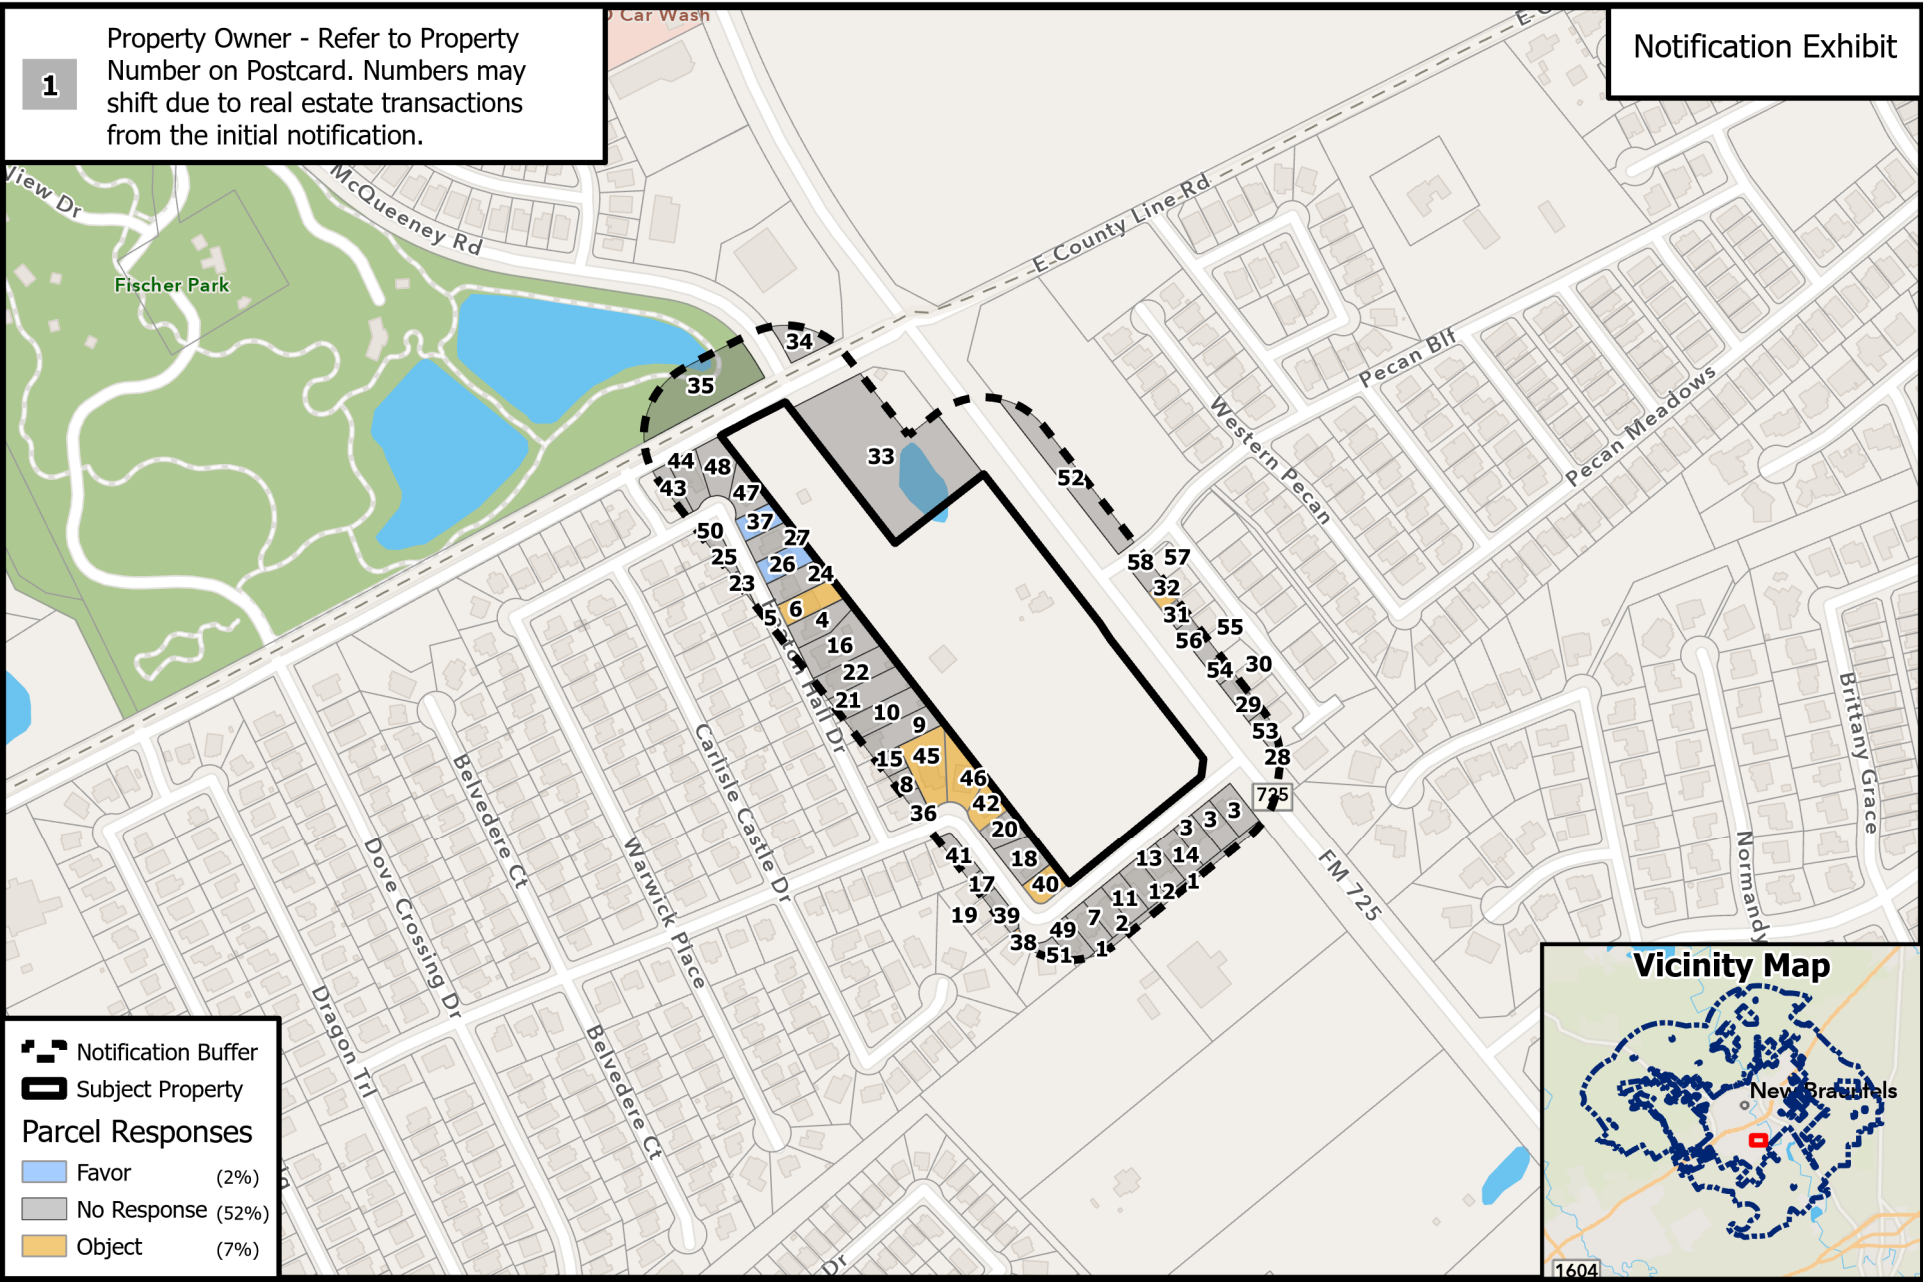 1
Property Owner - Refer to Property
Number on Postcard. Numbers may
shift due to real estate transactions
from the initial notification.
Car Wash
Notification Exhibit
View Dr
McQueeney Rd
Fischer Park
E County Line Rd
Pecan Blf
Pecan Meadows
Western Pecan
Brittany Grace
Normandy
FM 725
725
Hall Dr
Carlisle Castle Dr
Warwick Place
Belvedere Ct
Dove Crossing Dr
Dragon Trl
Belvedere Ct
Dr
34
35
33
52
44
48
43
47
37
50
27
25
26
24
23
6
5
4
16
22
21
10
9
15
45
46
8
42
36
20
41
18
17
40
19
39
38
49
51
7
1
2
11
12
1
13
14
3
3
3
58
57
32
31
55
56
30
54
29
53
28
Notification Buffer
Subject Property
Parcel Responses
Favor (2%)
No Response (52%)
Object (7%)
Vicinity Map
New Braunfels
1604